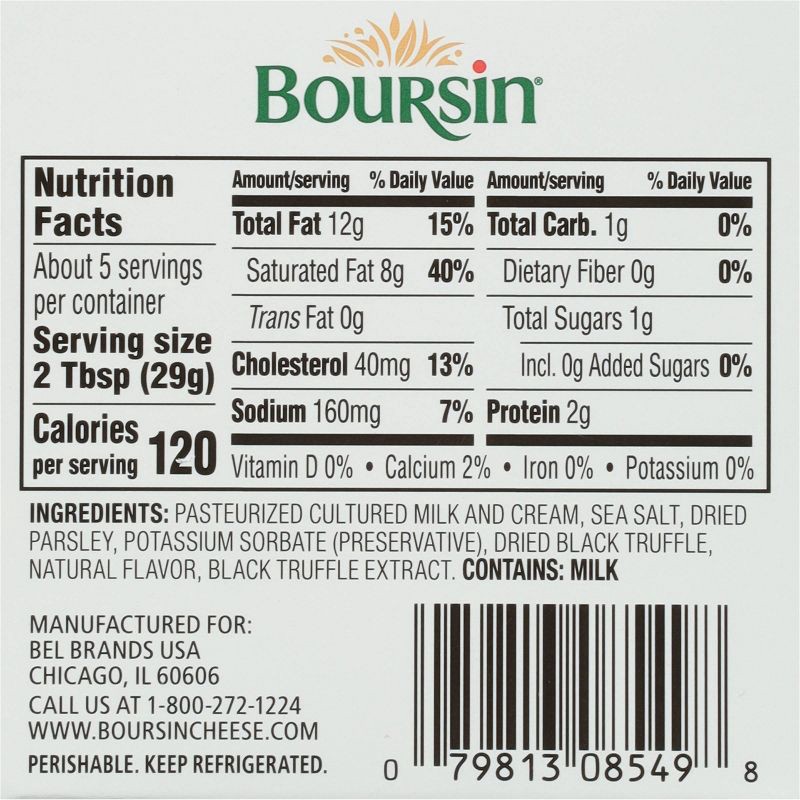 BOURSIN®
Nutrition
Facts
About 5 servings
per container
Serving size
2 Tbsp (29g)
Calories
per serving 120
Amount/serving % Daily Value
Total Fat 12g 15%
Saturated Fat 8g 40%
Trans Fat 0g
Cholesterol 40mg 13%
Sodium 160mg 7%
Amount/serving % Daily Value
Total Carb. 1g 0%
Dietary Fiber 0g 0%
Total Sugars 1g
Incl. 0g Added Sugars 0%
Protein 2g
Vitamin D 0% • Calcium 2% • Iron 0% • Potassium 0%
INGREDIENTS: PASTEURIZED CULTURED MILK AND CREAM, SEA SALT, DRIED
PARSLEY, POTASSIUM SORBATE (PRESERVATIVE), DRIED BLACK TRUFFLE,
NATURAL FLAVOR, BLACK TRUFFLE EXTRACT. CONTAINS: MILK
MANUFACTURED FOR:
BEL BRANDS USA
CHICAGO, IL 60606
CALL US AT 1-800-272-1224
WWW.BOURSINCHEESE.COM
PERISHABLE. KEEP REFRIGERATED.
0 79813 08549 8